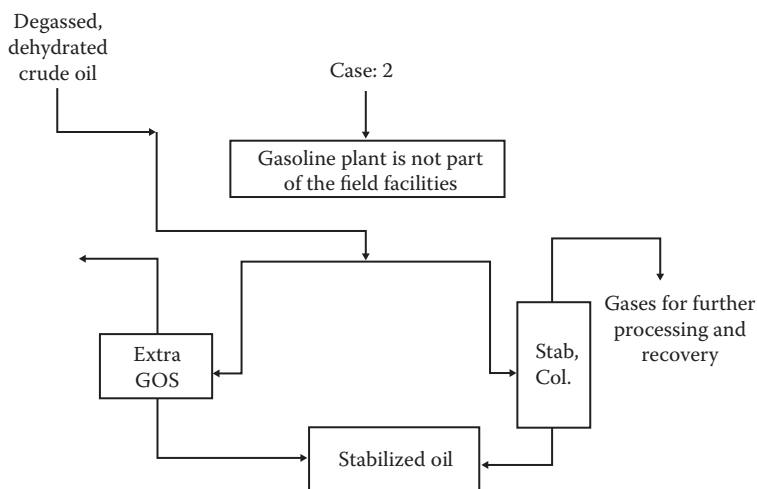 Degassed,
dehydrated
crude oil
Case: 2
Gasoline plant is not part
of the field facilities
Gases for further
processing and
recovery
Extra
GOS
Stab,
Col.
Stabilized oil